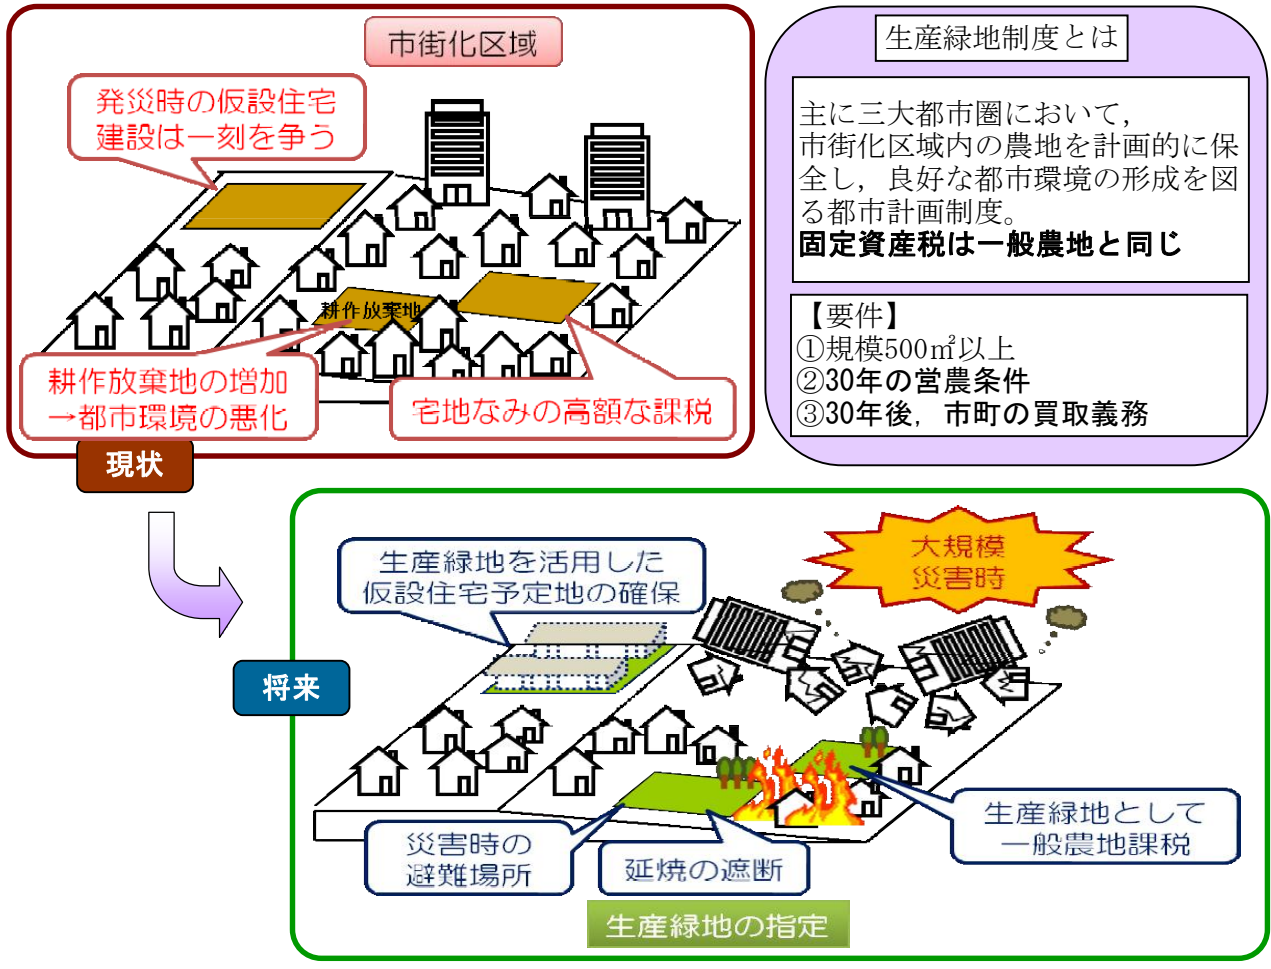 市街化区域
発災時の仮設住宅
建設は一刻を争う
耕作放棄地
耕作放棄地の増加
→都市環境の悪化
宅地なみの高額な課税
現状
生産緑地制度とは
主に三大都市圏において，
市街化区域内の農地を計画的に保
全し，良好な都市環境の形成を図
る都市計画制度。
固定資産税は一般農地と同じ
【要件】
①規模500㎡以上
②30年の営農条件
③30年後，市町の買取義務
将来
生産緑地を活用した
仮設住宅予定地の確保
大規模
災害時
災害時の
避難場所
延焼の遮断
生産緑地として
一般農地課税
生産緑地の指定